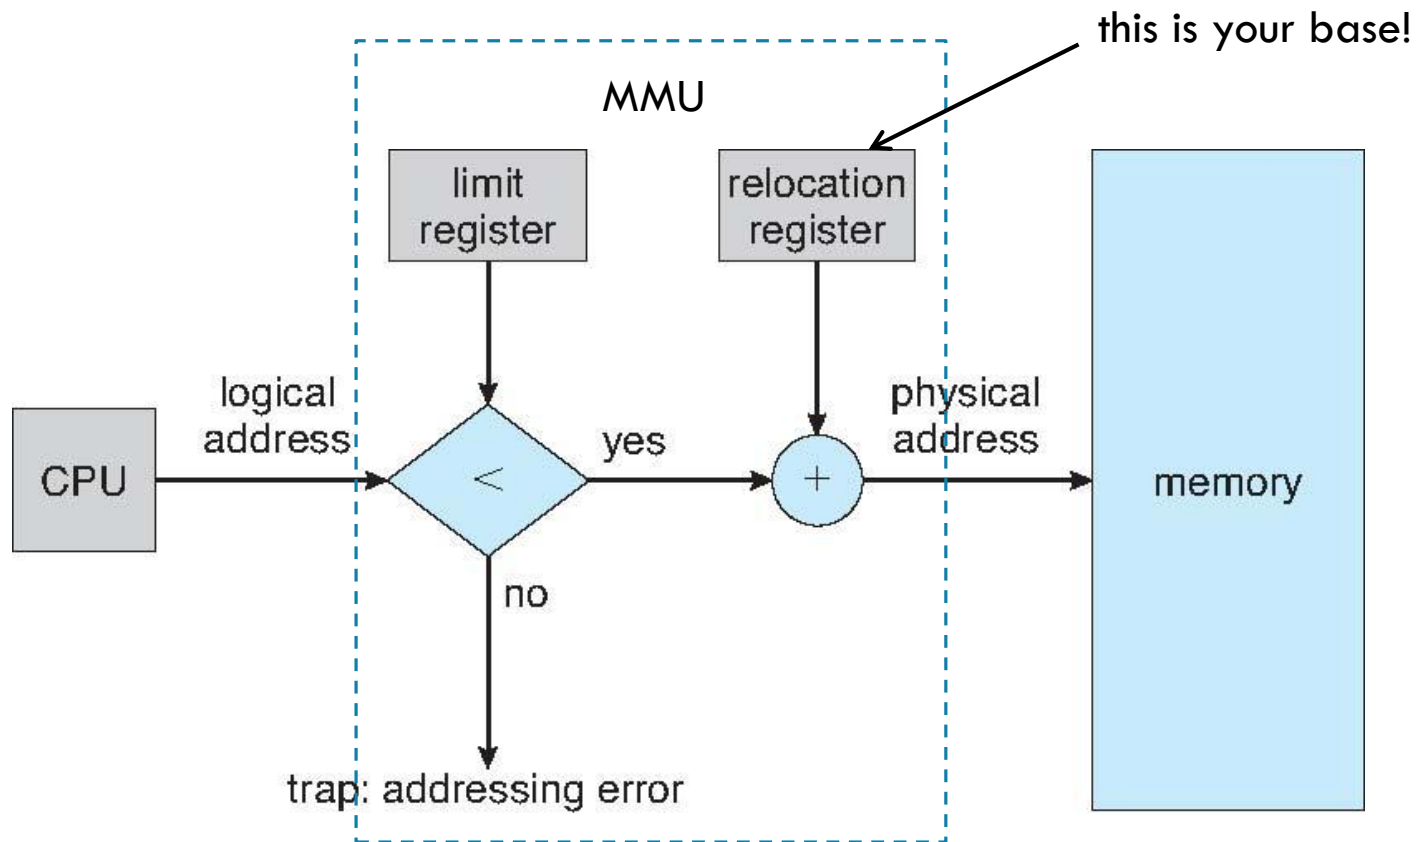 this is your base!
MMU
limit
register
relocation
register
logical
address
physical
address
CPU
<
yes
+
memory
no
trap: addressing error